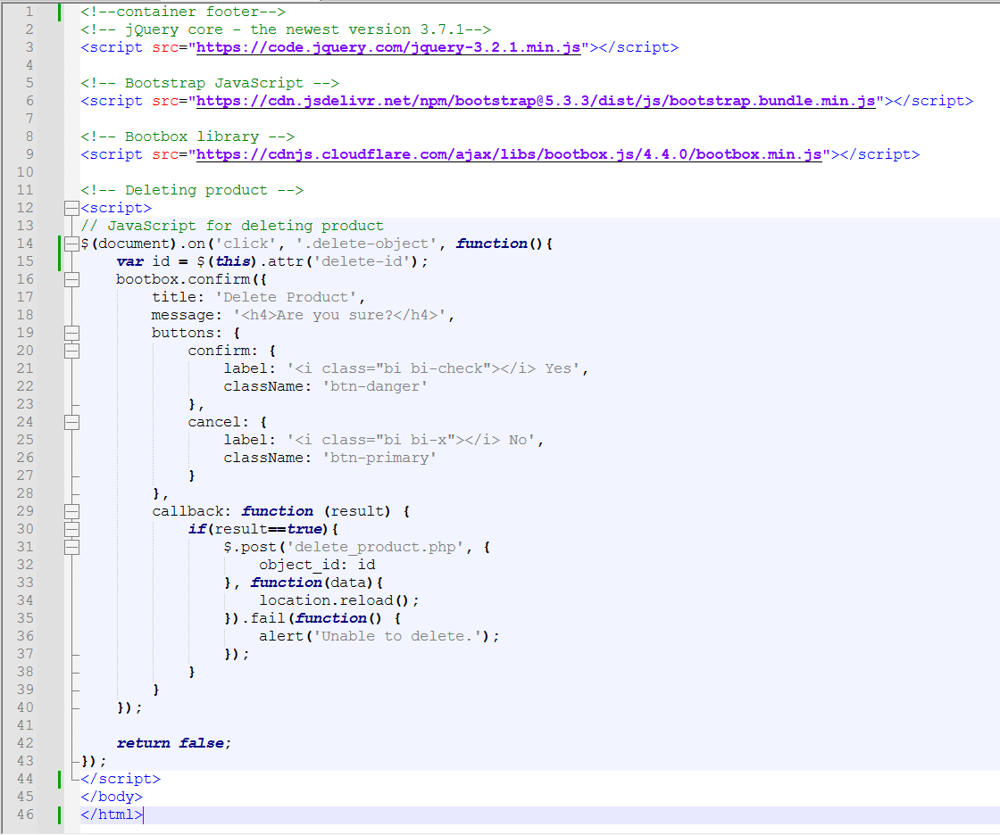 1 <!--container footer-->
2 <!-- jQuery core - the newest version 3.7.1-->
3 <script src="https://code.jquery.com/jquery-3.2.1.min.js"></script>
4
5 <!-- Bootstrap JavaScript -->
6 <script src="https://cdn.jsdelivr.net/npm/bootstrap@5.3.3/dist/js/bootstrap.bundle.min.js"></script>
7
8 <!-- Bootbox library -->
9 <script src="https://cdnjs.cloudflare.com/ajax/libs/bootbox.js/4.4.0/bootbox.min.js"></script>
10
11 <!-- Deleting product -->
12 <script>
13 // JavaScript for deleting product
14 $(document).on('click', '.delete-object', function(){
15     var id = $(this).attr('delete-id');
16     bootbox.confirm({
17         title: 'Delete Product',
18         message: '<h4>Are you sure?</h4>',
19         buttons: {
20             confirm: {
21                 label: '<i class="bi bi-check"></i> Yes',
22                 className: 'btn-danger'
23             },
24             cancel: {
25                 label: '<i class="bi bi-x"></i> No',
26                 className: 'btn-primary'
27             }
28         },
29         callback: function (result) {
30             if(result==true){
31                 $.post('delete_product.php', {
32                     object_id: id
33                 }, function(data){
34                     location.reload();
35                 }).fail(function() {
36                     alert('Unable to delete.');
37                 });
38             }
39         }
40     });
41
42     return false;
43 });
44 </script>
45 </body>
46 </html>